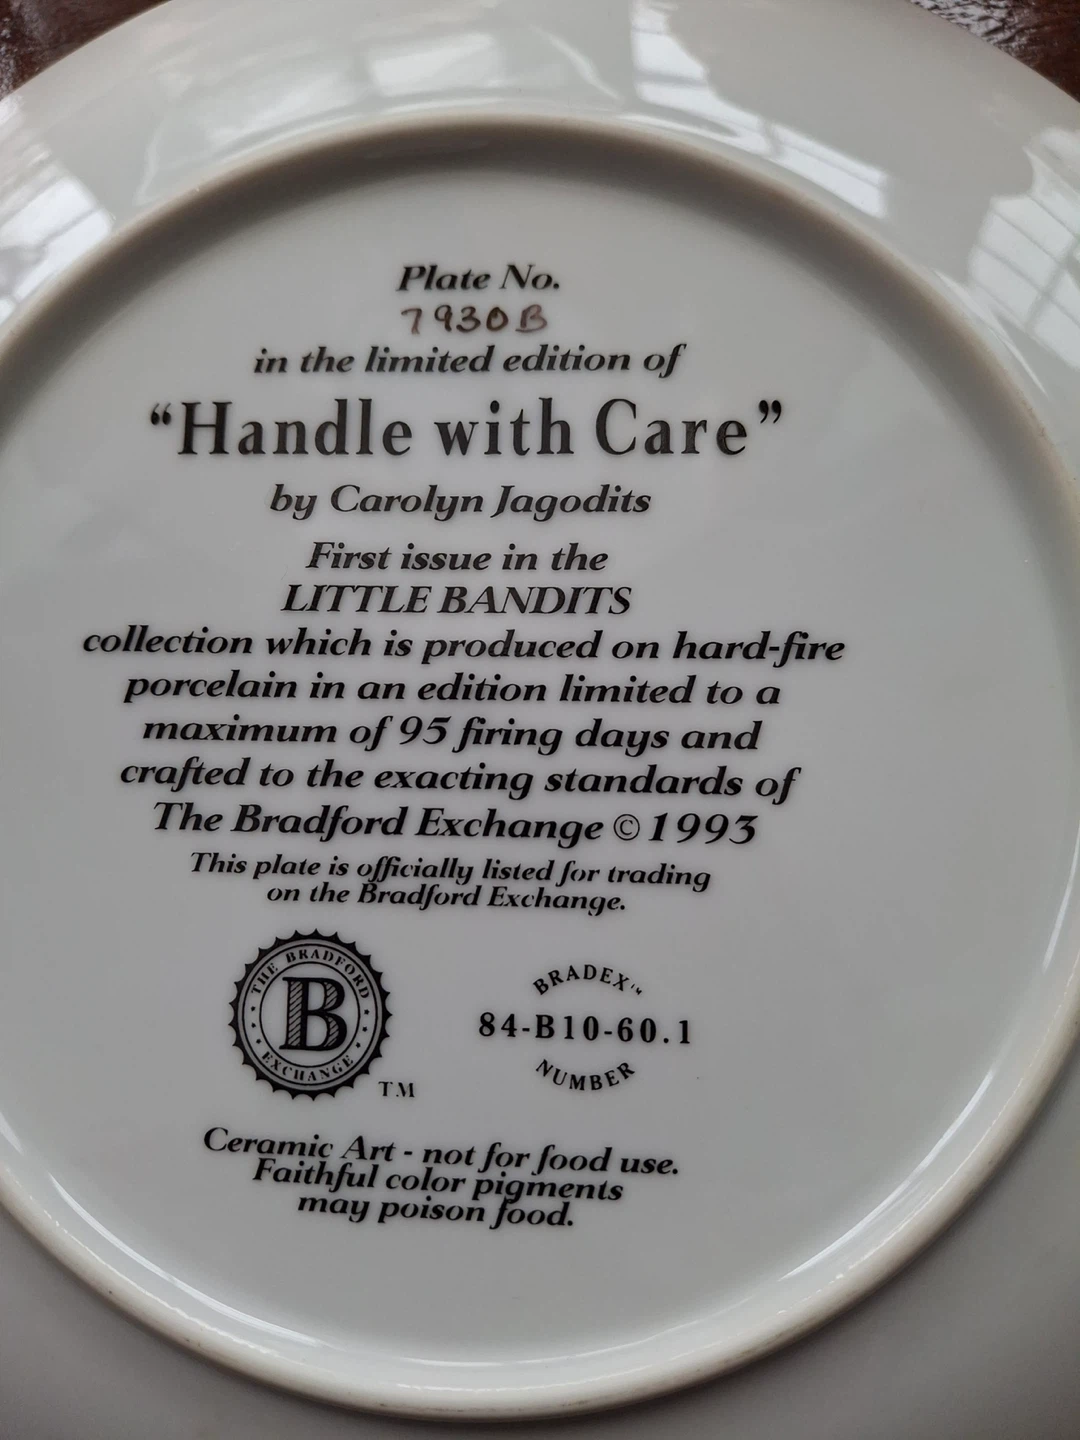 Plate No.
7930B
in the limited edition of
“Handle with Care”
by Carolyn Jagodits
First issue in the
LITTLE BANDITS
collection which is produced on hard-fire
porcelain in an edition limited to a
maximum of 95 firing days and
crafted to the exacting standards of
The Bradford Exchange © 1993
This plate is officially listed for trading
on the Bradford Exchange.
THE BRADFORD
B
EXCHANGE
TM
BRADEX™
84-B10-60.1
NUMBER
Ceramic Art - not for food use.
Faithful color pigments
may poison food.